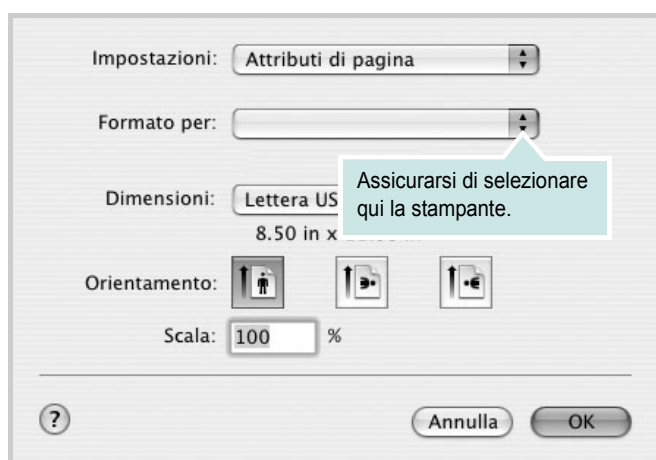 Impostazioni: Attributi di pagina
Formato per:
Assicurarsi di selezionare
qui la stampante.
Dimensioni: Lettera US
8.50 in x
Orientamento:
Scala: 100 %
? Annulla OK